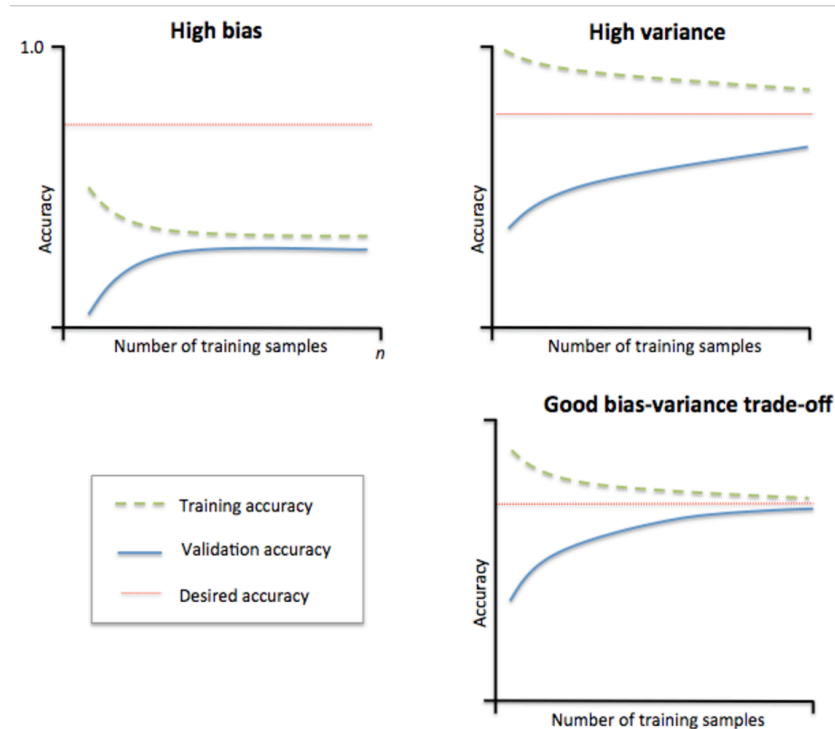 High bias
1.0
Accuracy
Number of training samples
n
High variance
Accuracy
Number of training samples
Good bias-variance trade-off
Accuracy
Number of training samples
Training accuracy
Validation accuracy
Desired accuracy